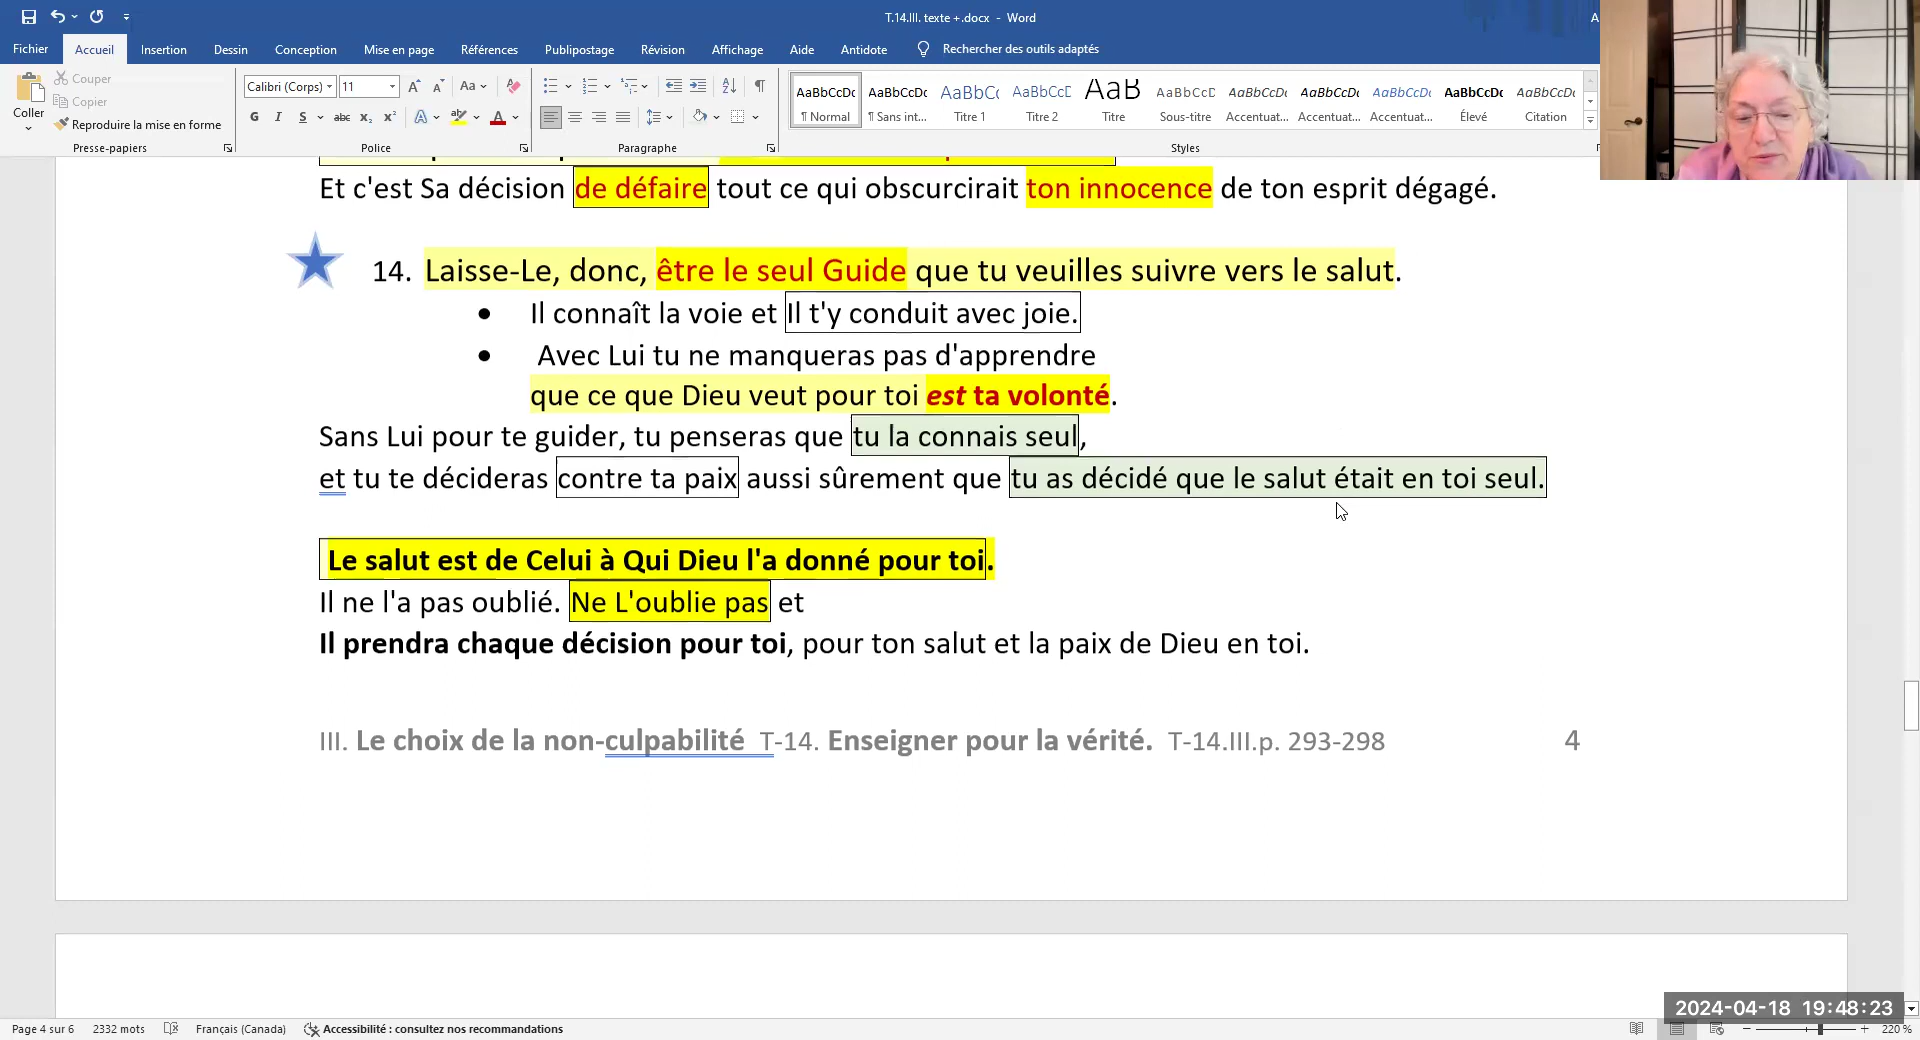 T.14.III. texte +.docx - Word
A
Fichier Accueil Insertion Dessin Conception Mise en page Références Publipostage Révision Affichage Aide Antidote Rechercher des outils adaptés
Coller
Couper
Copier
Reproduire la mise en forme
Presse-papiers
Calibri (Corps) 11
G I S abc x₂ x²
Police
Paragraphe
AaBbCcDc AaBbCcDc AaBbCc AaBbCcD AaB AaBbCcD AaBbCcDc AaBbCcDc AaBbCcDc AaBbCcDc AaBbCcDc
¶ Normal ¶ Sans int... Titre 1 Titre 2 Titre Sous-titre Accentuat... Accentuat... Accentuat... Élevé Citation
Styles
Et c'est Sa décision de défaire tout ce qui obscurcirait ton innocence de ton esprit dégagé.
14. Laisse-Le, donc, être le seul Guide que tu veuilles suivre vers le salut.
• Il connaît la voie et Il t'y conduit avec joie.
• Avec Lui tu ne manqueras pas d'apprendre
que ce que Dieu veut pour toi est ta volonté.
Sans Lui pour te guider, tu penseras que tu la connais seul,
et tu te décideras contre ta paix aussi sûrement que tu as décidé que le salut était en toi seul.
Le salut est de Celui à Qui Dieu l'a donné pour toi.
Il ne l'a pas oublié. Ne L'oublie pas et
Il prendra chaque décision pour toi, pour ton salut et la paix de Dieu en toi.
III. Le choix de la non-culpabilité T-14. Enseigner pour la vérité. T-14.III.p. 293-298 4
2024-04-18 19:48:23
Page 4 sur 6 2332 mots Français (Canada) Accessibilité : consultez nos recommandations 220 %